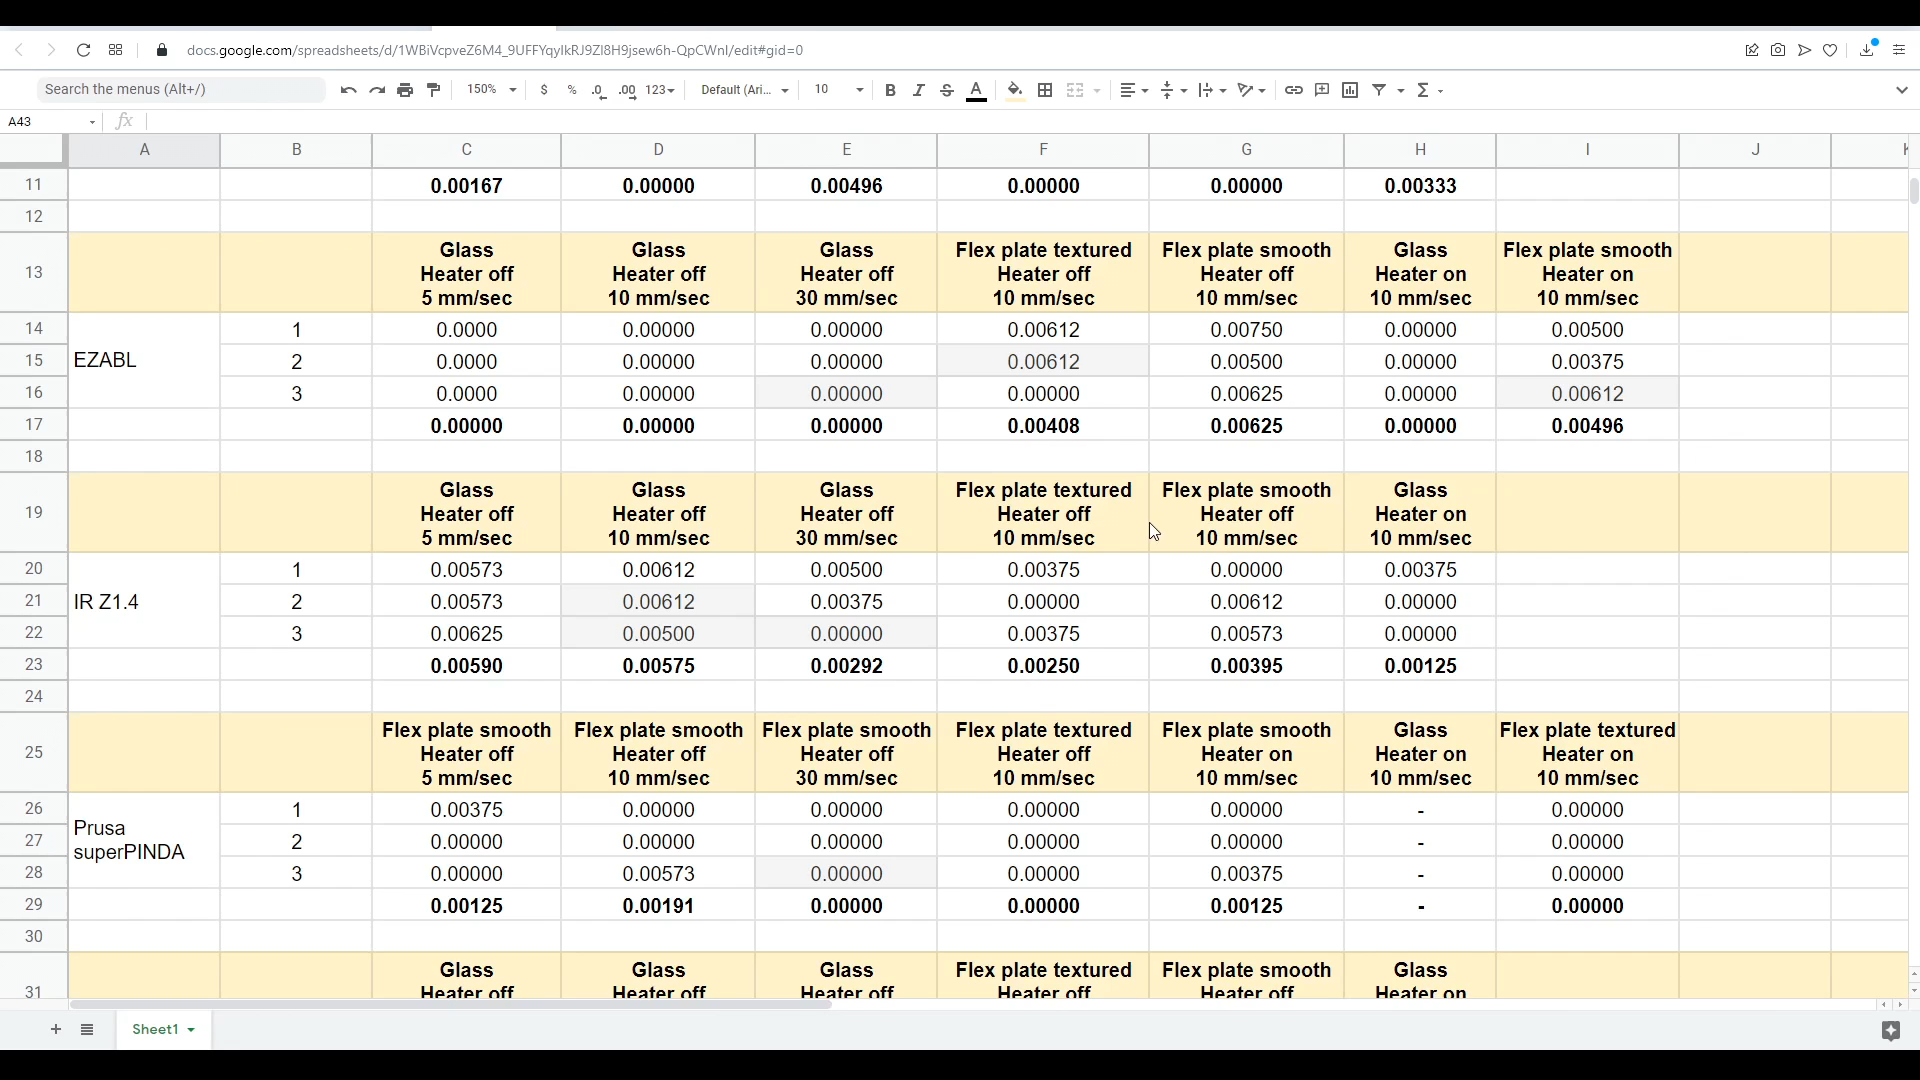 docs.google.com/spreadsheets/d/1WBiVcpveZ6M4_9UFFYqyIkRJ9ZI8H9jsew6h-QpCWnI/edit#gid=0
Search the menus (Alt+/) 150% $ % .0 .00 123 Default (Ari... 10 B I S A
A43 fx
A B C D E F G H I J
11 0.00167 0.00000 0.00496 0.00000 0.00000 0.00333
12
Glass Glass Glass Flex plate textured Flex plate smooth Glass Flex plate smooth
13 Heater off Heater off Heater off Heater off Heater off Heater on Heater on
5 mm/sec 10 mm/sec 30 mm/sec 10 mm/sec 10 mm/sec 10 mm/sec 10 mm/sec
14 1 0.0000 0.00000 0.00000 0.00612 0.00750 0.00000 0.00500
15 EZABL 2 0.0000 0.00000 0.00000 0.00612 0.00500 0.00000 0.00375
16 3 0.0000 0.00000 0.00000 0.00000 0.00625 0.00000 0.00612
17 0.00000 0.00000 0.00000 0.00408 0.00625 0.00000 0.00496
18
Glass Glass Glass Flex plate textured Flex plate smooth Glass
19 Heater off Heater off Heater off Heater off Heater off Heater on
5 mm/sec 10 mm/sec 30 mm/sec 10 mm/sec 10 mm/sec 10 mm/sec
20 1 0.00573 0.00612 0.00500 0.00375 0.00000 0.00375
21 IR Z1.4 2 0.00573 0.00612 0.00375 0.00000 0.00612 0.00000
22 3 0.00625 0.00500 0.00000 0.00375 0.00573 0.00000
23 0.00590 0.00575 0.00292 0.00250 0.00395 0.00125
24
Flex plate smooth Flex plate smooth Flex plate smooth Flex plate textured Flex plate smooth Glass Flex plate textured
25 Heater off Heater off Heater off Heater off Heater on Heater on Heater on
5 mm/sec 10 mm/sec 30 mm/sec 10 mm/sec 10 mm/sec 10 mm/sec 10 mm/sec
26 1 0.00375 0.00000 0.00000 0.00000 0.00000 - 0.00000
Prusa
27 2 0.00000 0.00000 0.00000 0.00000 0.00000 - 0.00000
superPINDA
28 3 0.00000 0.00573 0.00000 0.00000 0.00375 - 0.00000
29 0.00125 0.00191 0.00000 0.00000 0.00125 - 0.00000
30
Glass Glass Glass Flex plate textured Flex plate smooth Glass
31 Heater off Heater off Heater off Heater off Heater off Heater on
Sheet1